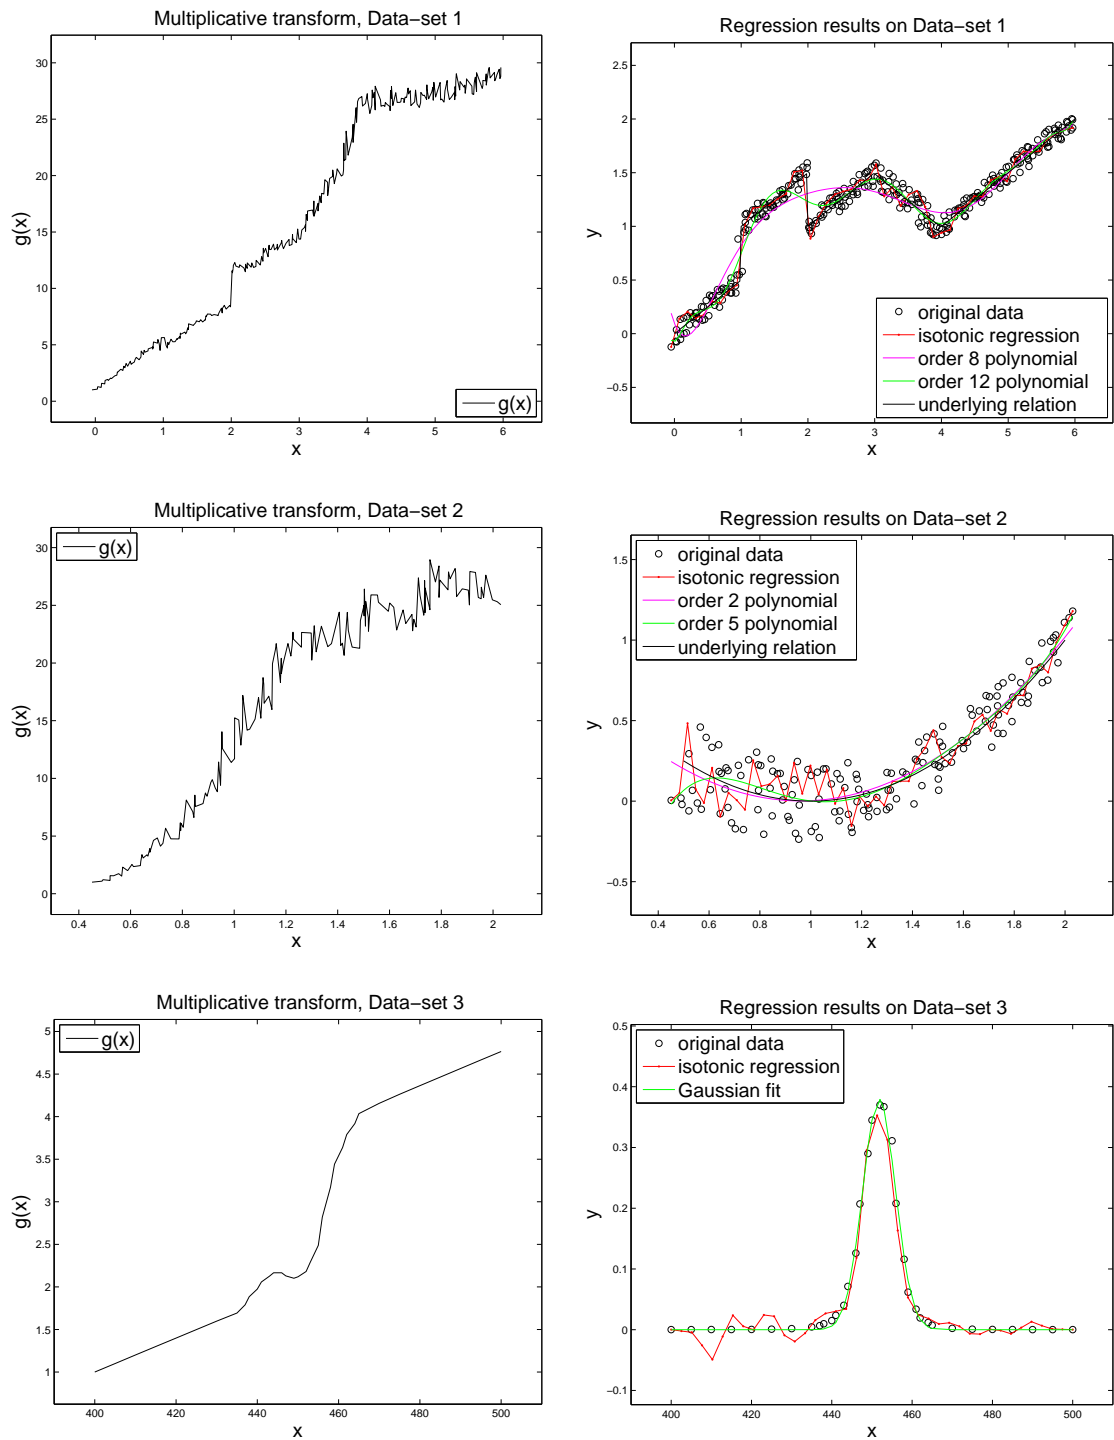 Multiplicative transform, Data−set 1
30
25
20
15
10
5
0
g(x)
g(x)
0 1 2 3 4 5 6
x
Regression results on Data−set 1
2.5
2
1.5
1
0.5
0
−0.5
y
original data
isotonic regression
order 8 polynomial
order 12 polynomial
underlying relation
0 1 2 3 4 5 6
x
Multiplicative transform, Data−set 2
g(x)
30
25
20
15
10
5
0
g(x)
0.4 0.6 0.8 1 1.2 1.4 1.6 1.8 2
x
Regression results on Data−set 2
original data
isotonic regression
order 2 polynomial
order 5 polynomial
underlying relation
1.5
1
0.5
0
−0.5
y
0.4 0.6 0.8 1 1.2 1.4 1.6 1.8 2
x
Multiplicative transform, Data−set 3
g(x)
5
4.5
4
3.5
3
2.5
2
1.5
1
g(x)
400 420 440 460 480 500
x
Regression results on Data−set 3
original data
isotonic regression
Gaussian fit
0.5
0.4
0.3
0.2
0.1
0
−0.1
y
400 420 440 460 480 500
x